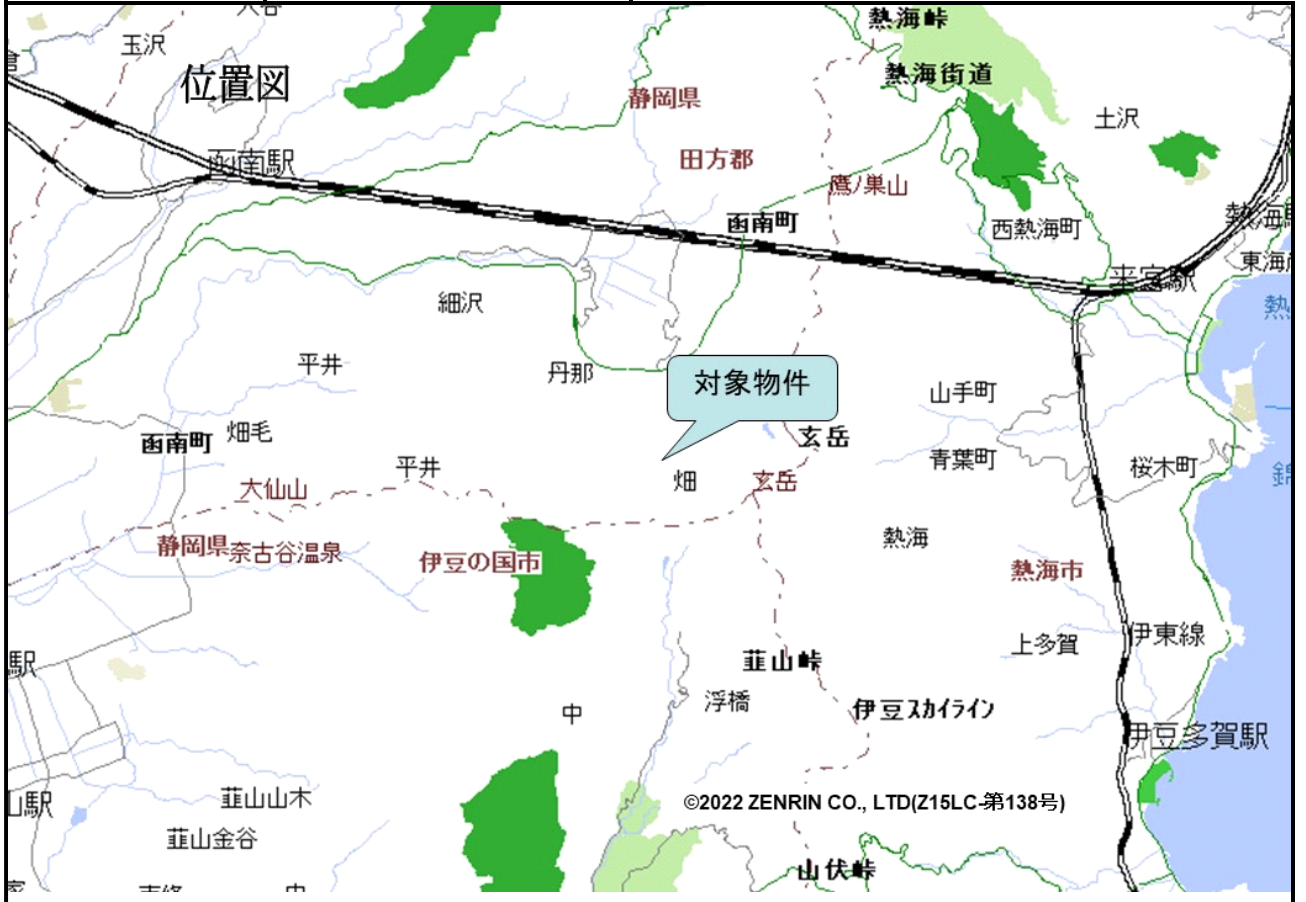 熱海峠
玉沢
位置図
熱海街道
静岡県
土沢
函南駅
田方郡
鷹ノ巣山
函南町
西熱海町
来宮駅
細沢
平井
丹那
対象物件
山手町
函南町
畑毛
玄岳
平井
青葉町
桜木町
大仙山
畑
玄岳
静岡県
奈古谷温泉
伊豆の国市
熱海
熱海市
伊東線
上多賀
駅
韮山峠
浮橋
中
伊豆スカイライン
伊豆多賀駅
韮山山木
山駅
©2022 ZENRIN CO., LTD(Z15LC-第138号)
韮山金谷
山伏峠